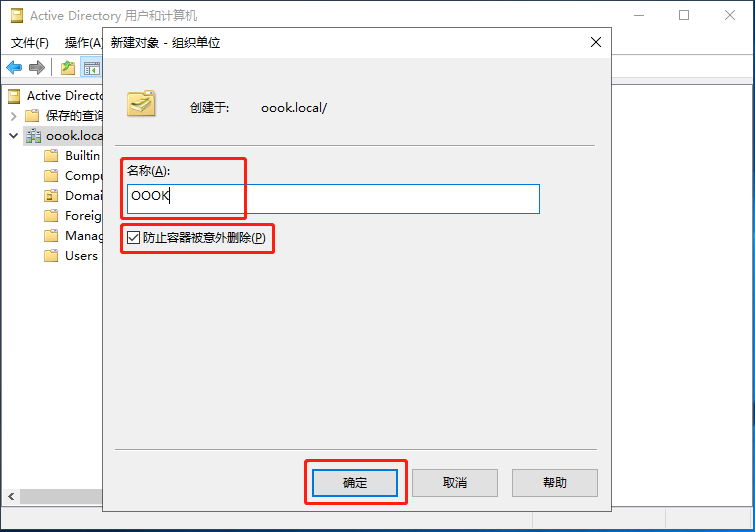 Active Directory 用户和计算机
文件(F) 操作(A)
新建对象 - 组织单位
Active Directo
保存的查询
oook.loca
Builtin
Compu
Domai
Foreig
Manag
Users
创建于: oook.local/
名称(A):
OOOK
防止容器被意外删除(P)
确定 取消 帮助